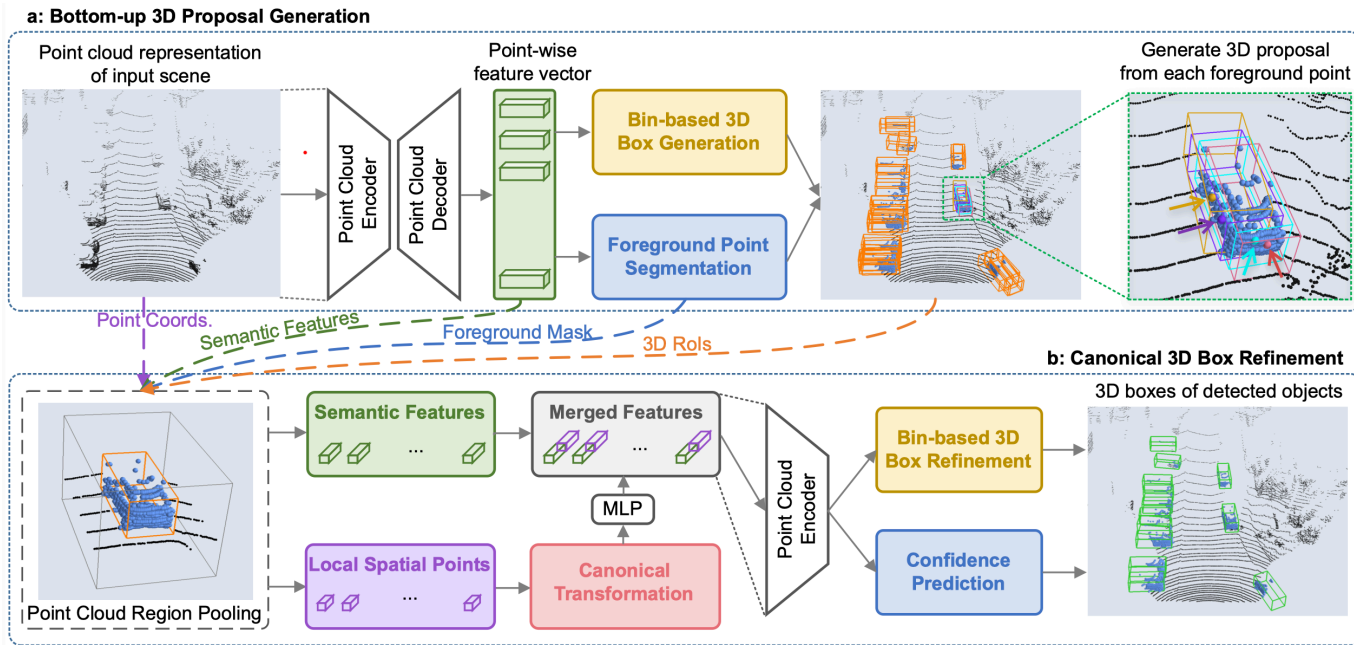 a: Bottom-up 3D Proposal Generation
Point cloud representation
of input scene
Point Cloud
Encoder
Point Cloud
Decoder
Point-wise
feature vector
Bin-based 3D
Box Generation
Foreground Point
Segmentation
Generate 3D proposal
from each foreground point
Point Coords.
Semantic Features
Foreground Mask
3D RoIs
b: Canonical 3D Box Refinement
Point Cloud Region Pooling
Semantic Features
...
Merged Features
...
MLP
Local Spatial Points
...
Canonical
Transformation
Point Cloud
Encoder
Bin-based 3D
Box Refinement
Confidence
Prediction
3D boxes of detected objects